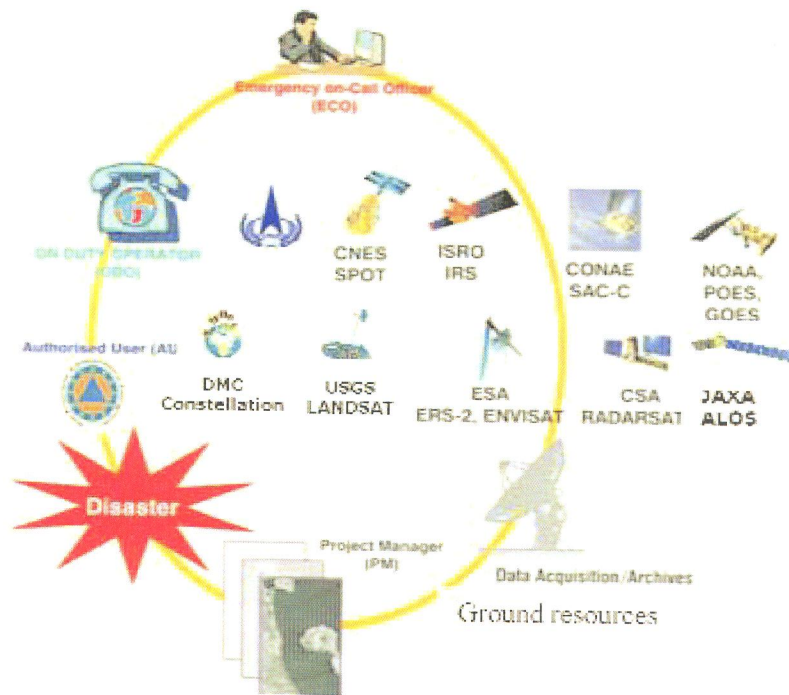 Emergency on-Call Officer
(ECO)
ON DUTY OPERATOR
CNES
SPOT
ISRO
IRS
CONAE
SAC-C
NOAA,
POES,
GOES
Authorised User (AU
DMC
Constellation
USGS
LANDSAT
ESA
ERS-2, ENVISAT
CSA
RADARSAT
JAXA
ALOS
Disaster
Project Manager
(PM)
Data Acquisition/Archives
Ground resources